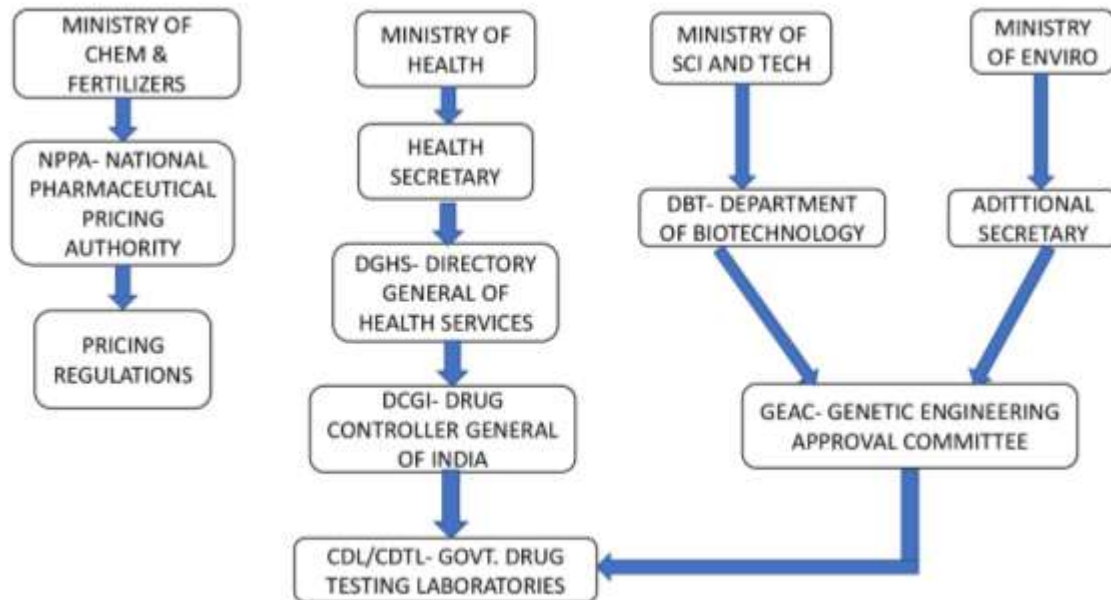 MINISTRY OF
CHEM &
FERTILIZERS
NPPA- NATIONAL
PHARMACEUTICAL
PRICING
AUTHORITY
PRICING
REGULATIONS
MINISTRY OF
HEALTH
HEALTH
SECRETARY
DGHS- DIRECTORY
GENERAL OF
HEALTH SERVICES
DCGI- DRUG
CONTROLLER GENERAL
OF INDIA
CDL/CDTL- GOVT. DRUG
TESTING LABORATORIES
MINISTRY OF
SCI AND TECH
DBT- DEPARTMENT
OF BIOTECHNOLOGY
MINISTRY
OF ENVIRO
ADITTIONAL
SECRETARY
GEAC- GENETIC ENGINEERING
APPROVAL COMMITTEE